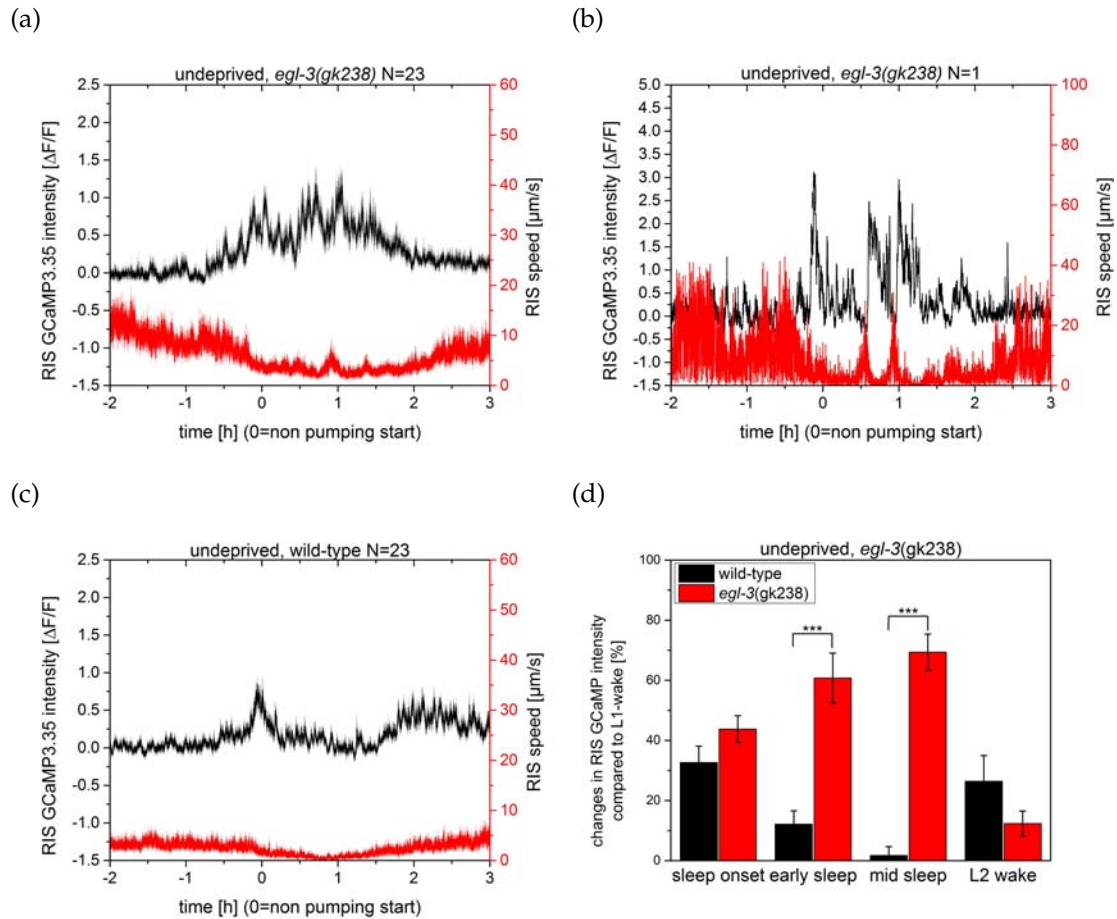 (a)
undeprived, egl-3(gk238) N=23
RIS GCaMP3.35 intensity [ΔF/F]
2.5
2.0
1.5
1.0
0.5
0.0
-0.5
-1.0
-1.5
60
50
40
30
20
10
0
RIS speed [µm/s]
-2 -1 0 1 2 3
time [h] (0=non pumping start)
(b)
undeprived, egl-3(gk238) N=1
RIS GCaMP3.35 intensity [ΔF/F]
5.0
4.5
4.0
3.5
3.0
2.5
2.0
1.5
1.0
0.5
0.0
-0.5
-1.0
-1.5
100
80
60
40
20
0
RIS speed [µm/s]
-2 -1 0 1 2 3
time [h] (0=non pumping start)
(c)
undeprived, wild-type N=23
RIS GCaMP3.35 intensity [ΔF/F]
2.5
2.0
1.5
1.0
0.5
0.0
-0.5
-1.0
-1.5
60
50
40
30
20
10
0
RIS speed [µm/s]
-2 -1 0 1 2 3
time [h] (0=non pumping start)
(d)
undeprived, egl-3(gk238)
changes in RIS GCaMP intensity
compared to L1-wake [%]
100
80
60
40
20
0
wild-type
egl-3(gk238)
*** ***
sleep onset early sleep mid sleep L2 wake